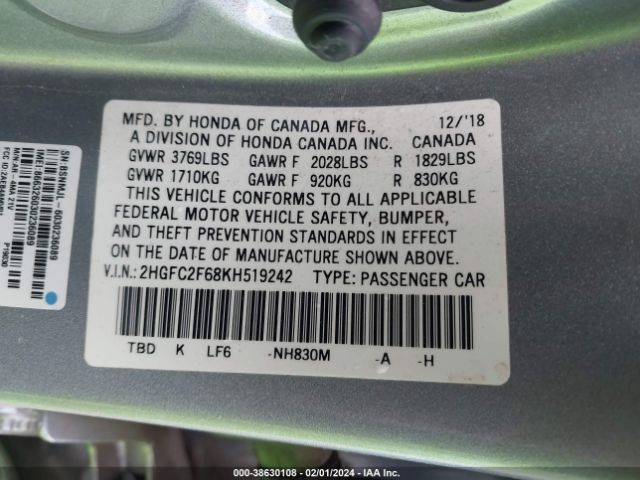 MFD. BY HONDA OF CANADA MFG., 12/'18
A DIVISION OF HONDA CANADA INC. CANADA
GVWR 3769LBS GAWR F 2028LBS R 1829LBS
GVWR 1710KG GAWR F 920KG R 830KG
THIS VEHICLE CONFORMS TO ALL APPLICABLE
FEDERAL MOTOR VEHICLE SAFETY, BUMPER,
AND THEFT PREVENTION STANDARDS IN EFFECT
ON THE DATE OF MANUFACTURE SHOWN ABOVE.
V.I.N.: 2HGFC2F68KH519242 TYPE: PASSENGER CAR
TBD K LF6 -NH830M -A -H
P19630
000-38630108 - 02/01/2024 - IAA Inc.